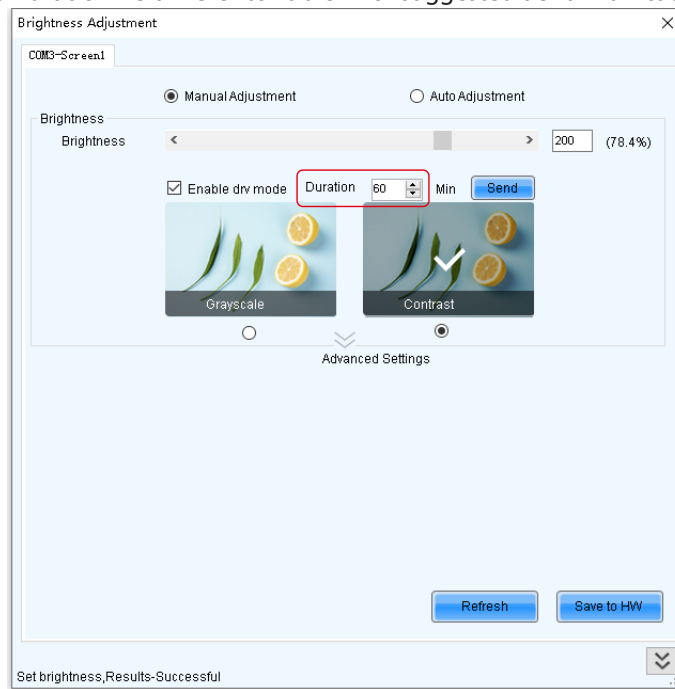 Brightness Adjustment
COM3-Screen1
Manual Adjustment Auto Adjustment
Brightness
Brightness 200 (78.4%)
Enable drv mode Duration 60 Min Send
Grayscale Contrast
Advanced Settings
Refresh Save to HW
Set brightness,Results-Successful